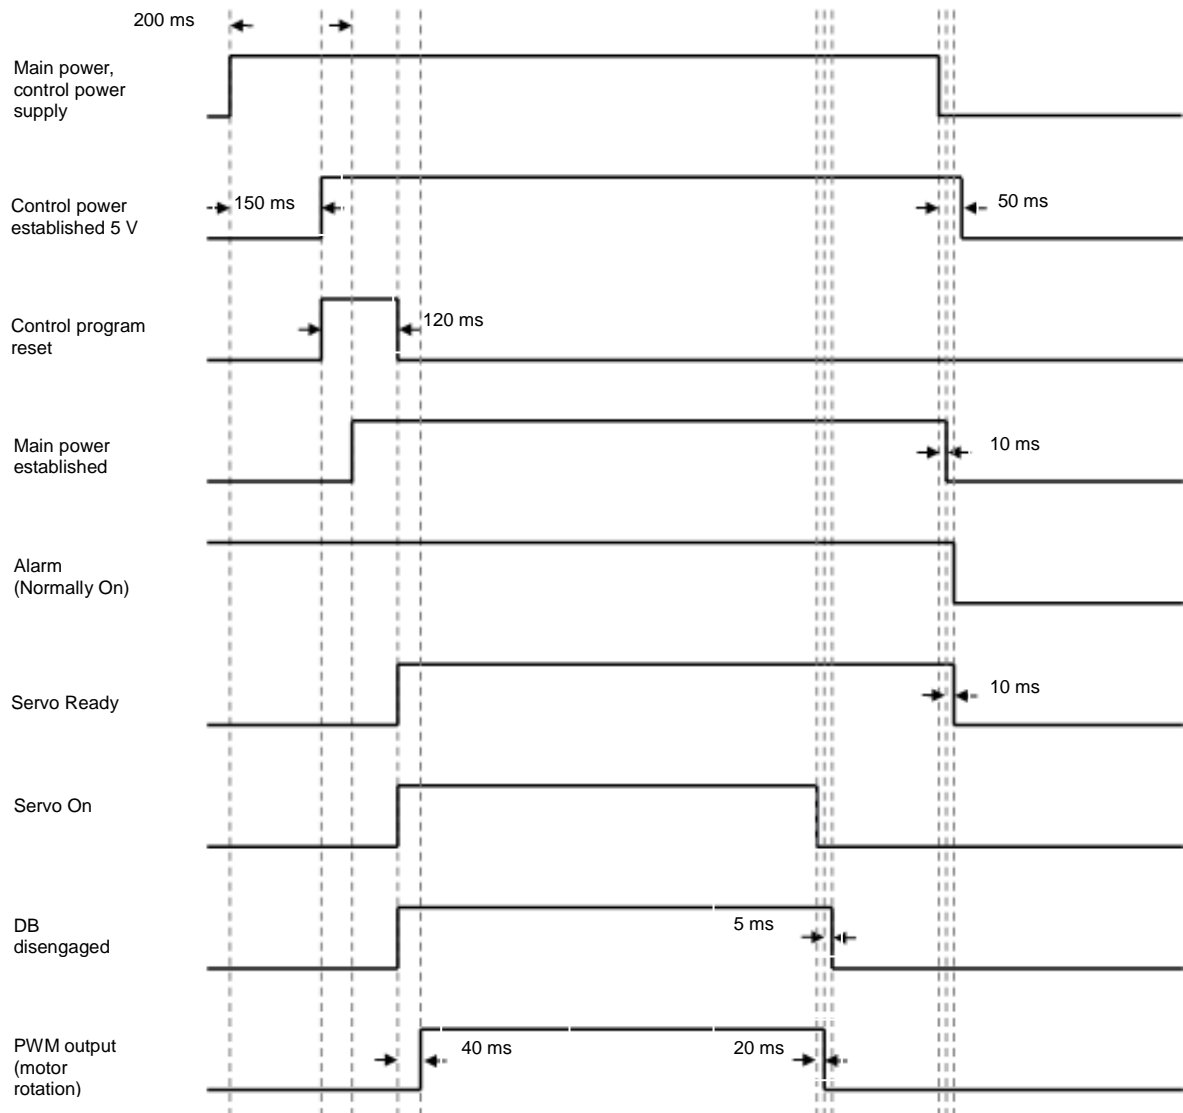 200 ms
Main power,
control power
supply
Control power
established 5 V
150 ms
50 ms
Control program
reset
120 ms
Main power
established
10 ms
Alarm
(Normally On)
Servo Ready
10 ms
Servo On
DB
disengaged
5 ms
PWM output
(motor
rotation)
40 ms
20 ms